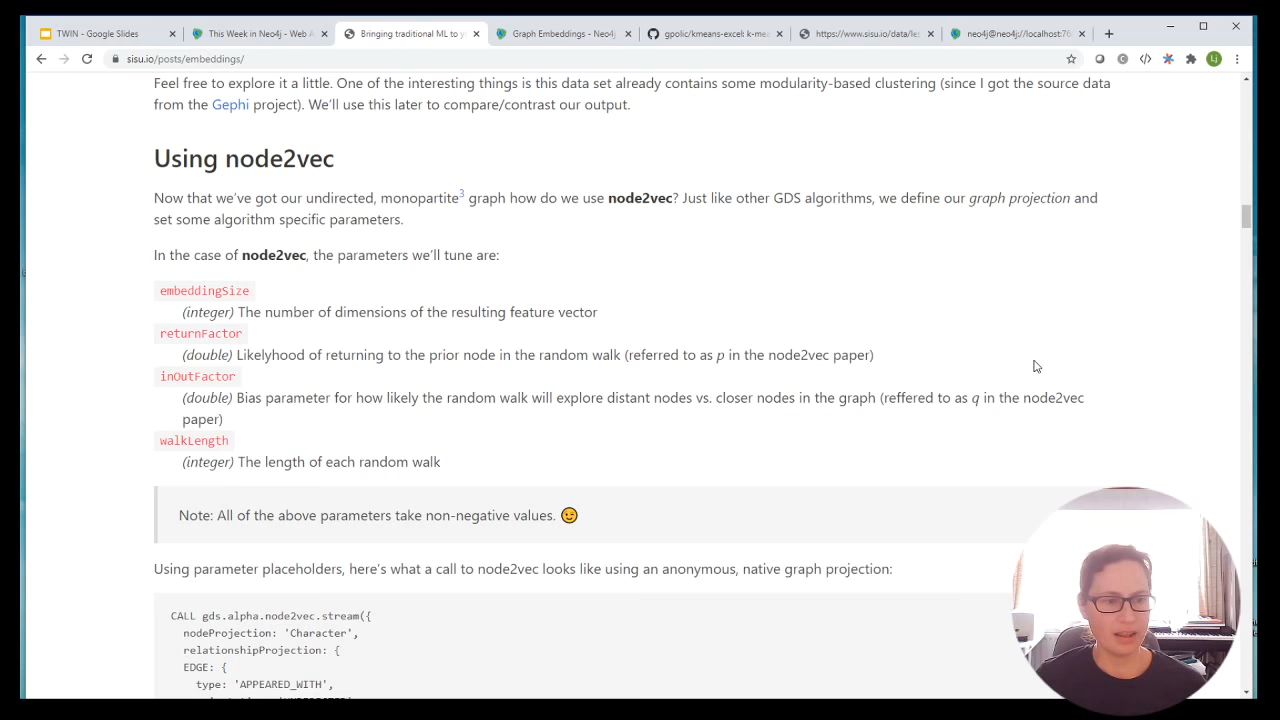 TWIN - Google Slides
This Week in Neo4j - Web A
Bringing traditional ML to yo
Graph Embeddings - Neo4j
gpolic/kmeans-excel k-me
https://www.sisu.io/data/les
neo4j@neo4j://localhost:76
sisu.io/posts/embeddings/
Lj
Feel free to explore it a little. One of the interesting things is this data set already contains some modularity-based clustering (since I got the source data
from the Gephi project). We'll use this later to compare/contrast our output.
Using node2vec
Now that we've got our undirected, monopartite3 graph how do we use node2vec? Just like other GDS algorithms, we define our graph projection and
set some algorithm specific parameters.
In the case of node2vec, the parameters we'll tune are:
embeddingSize
(integer) The number of dimensions of the resulting feature vector
returnFactor
(double) Likelyhood of returning to the prior node in the random walk (referred to as p in the node2vec paper)
inOutFactor
(double) Bias parameter for how likely the random walk will explore distant nodes vs. closer nodes in the graph (reffered to as q in the node2vec
paper)
walkLength
(integer) The length of each random walk
Note: All of the above parameters take non-negative values. 😉
Using parameter placeholders, here's what a call to node2vec looks like using an anonymous, native graph projection:
CALL gds.alpha.node2vec.stream({
nodeProjection: 'Character',
relationshipProjection: {
EDGE: {
type: 'APPEARED_WITH',